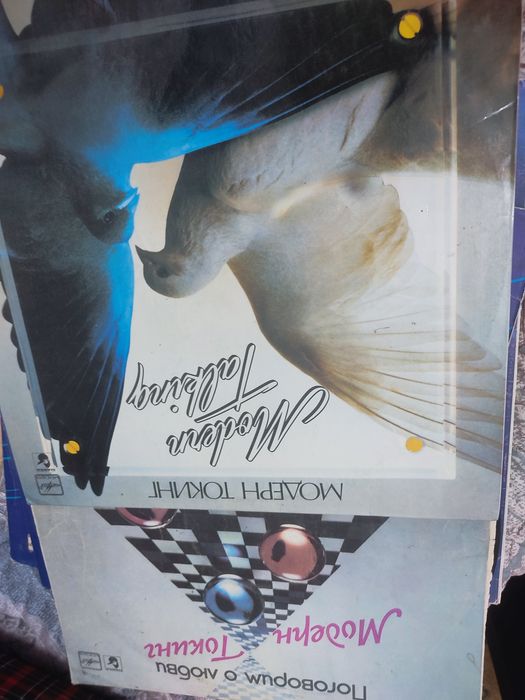 Поговорим о любви
Модерн
Токинг
МОДЕРН ТОКИНГ
Modern
Talking